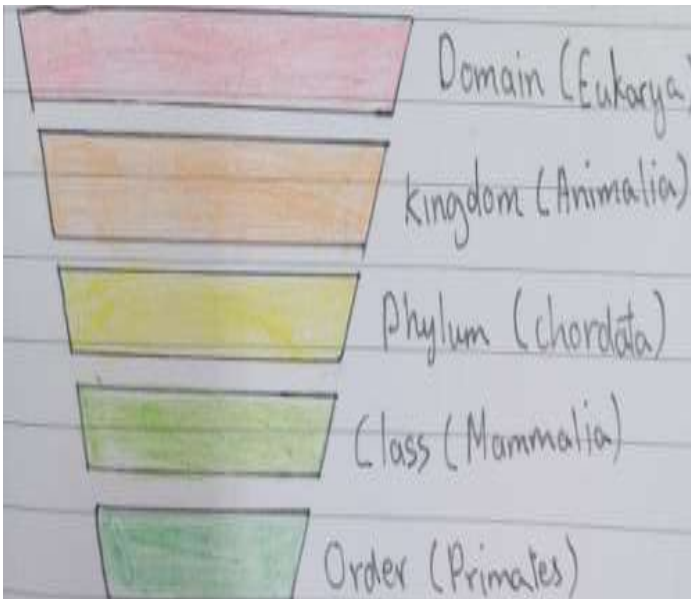 Domain (Eukarya)
kingdom (Animalia)
Phylum (chordata)
Class (Mammalia)
Order (Primates)